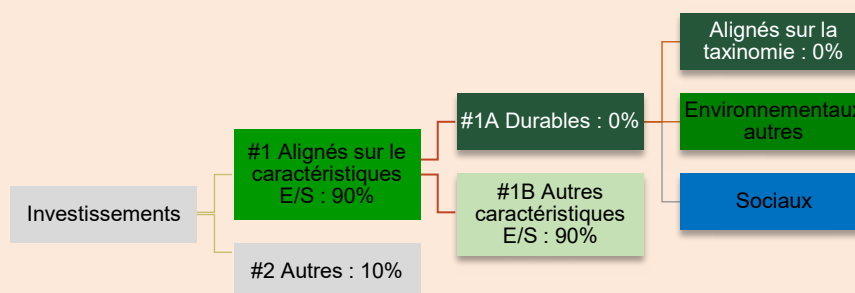 Investissements
#1 Alignés sur le
caractéristiques
E/S : 90%
#2 Autres : 10%
#1A Durables : 0%
#1B Autres
caractéristiques
E/S : 90%
Alignés sur la
taxinomie : 0%
Environnementaux
autres
Sociaux